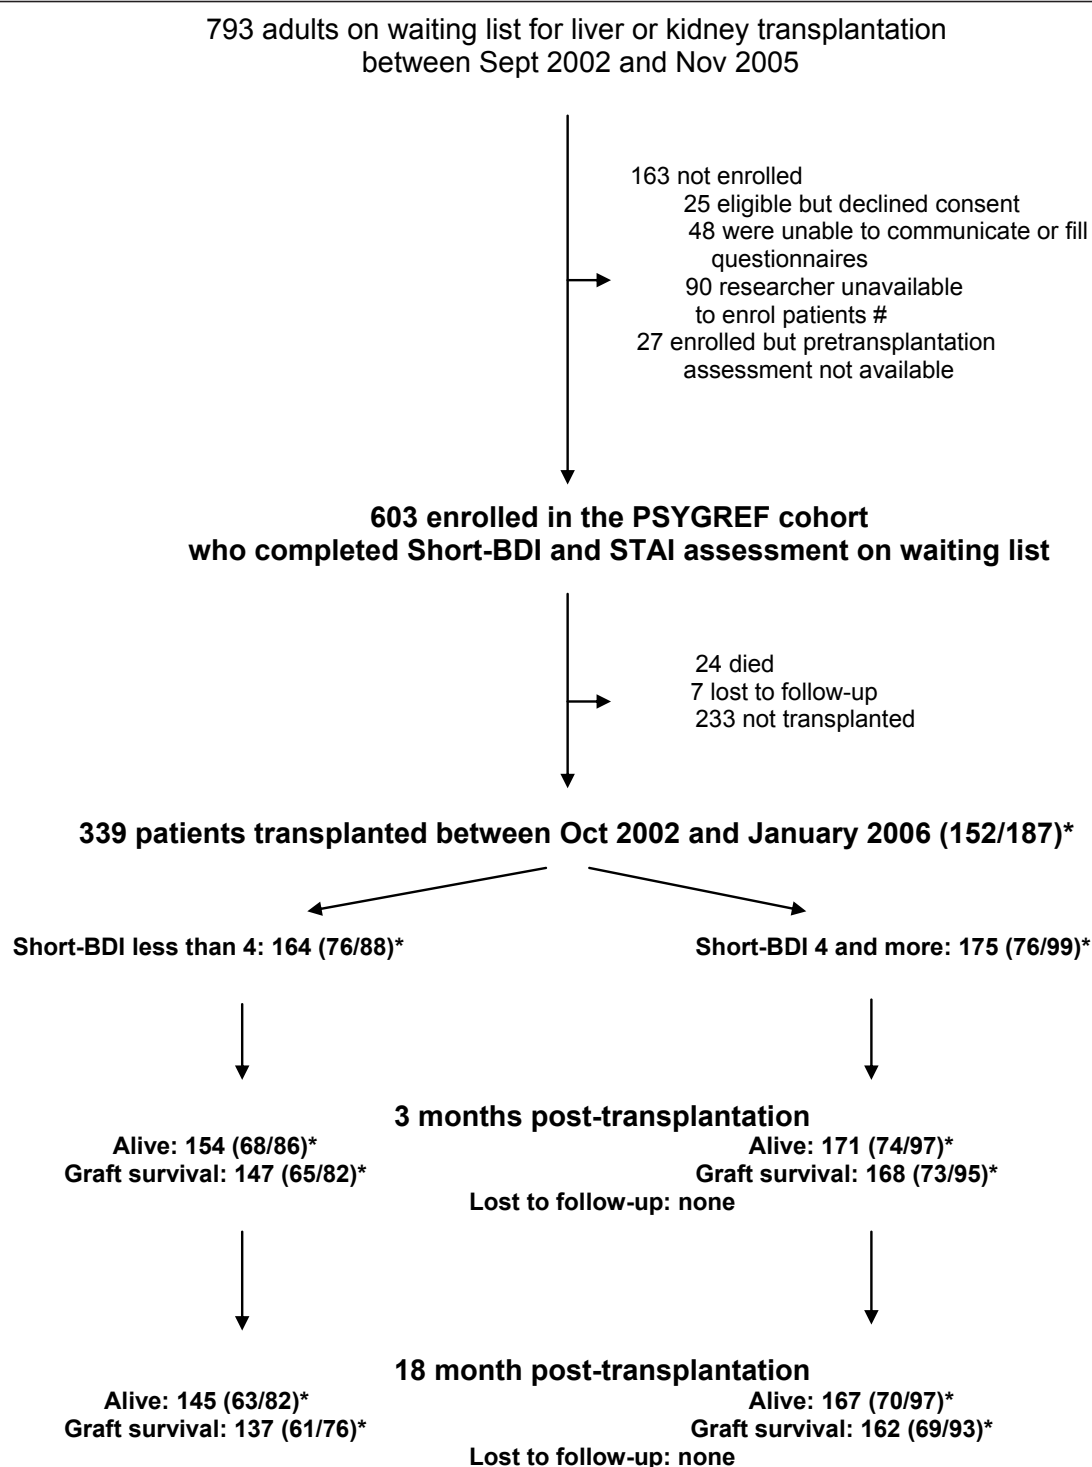 793 adults on waiting list for liver or kidney transplantation
between Sept 2002 and Nov 2005
163 not enrolled
25 eligible but declined consent
48 were unable to communicate or fill
questionnaires
90 researcher unavailable
to enrol patients #
27 enrolled but pretransplantation
assessment not available
603 enrolled in the PSYGREF cohort
who completed Short-BDI and STAI assessment on waiting list
24 died
7 lost to follow-up
233 not transplanted
339 patients transplanted between Oct 2002 and January 2006 (152/187)*
Short-BDI less than 4: 164 (76/88)*
Short-BDI 4 and more: 175 (76/99)*
3 months post-transplantation
Alive: 154 (68/86)*
Graft survival: 147 (65/82)*
Alive: 171 (74/97)*
Graft survival: 168 (73/95)*
Lost to follow-up: none
18 month post-transplantation
Alive: 145 (63/82)*
Graft survival: 137 (61/76)*
Alive: 167 (70/97)*
Graft survival: 162 (69/93)*
Lost to follow-up: none